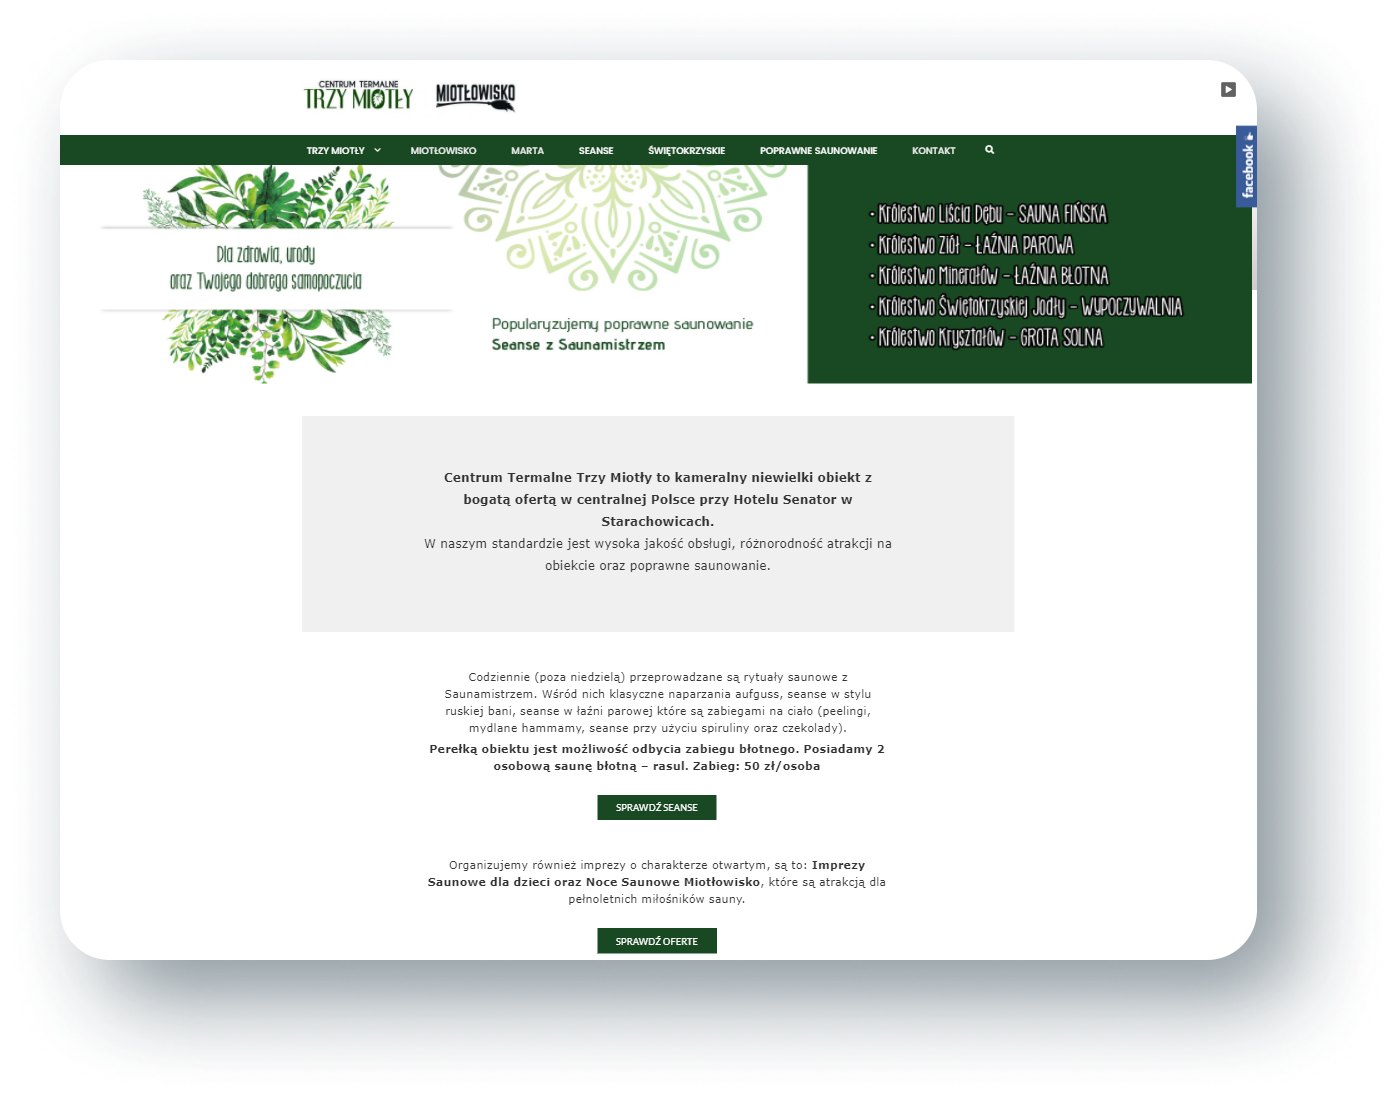 CENTRUM TERMALNE
TRZY MIOTŁY
MIOTŁOWISKO
TRZY MIOTŁY MIOTŁOWISKO MARTA SEANSE ŚWIĘTOKRZYSKIE POPRAWNE SAUNOWANIE KONTAKT
facebook
Dla zdrowia, urody
oraz Twojego dobrego samopoczucia
Popularyzujemy poprawne saunowanie
Seanse z Saunamistrzem
• Królestwo Liścia Dębu – SAUNA FIŃSKA
• Królestwo Ziół – ŁAŹNIA PAROWA
• Królestwo Minerałów – ŁAŹNIA BŁOTNA
• Królestwo Świętokrzyskiej Jodły – WYPOCZYWALNIA
• Królestwo Kryształów – GROTA SOLNA
Centrum Termalne Trzy Miotły to kameralny niewielki obiekt z
bogatą ofertą w centralnej Polsce przy Hotelu Senator w
Starachowicach.
W naszym standardzie jest wysoka jakość obsługi, różnorodność atrakcji na
obiekcie oraz poprawne saunowanie.
Codziennie (poza niedzielą) przeprowadzane są rytuały saunowe z
Saunamistrzem. Wśród nich klasyczne naparzania aufguss, seanse w stylu
ruskiej bani, seanse w łaźni parowej które są zabiegami na ciało (peelingi,
mydlane hammamy, seanse przy użyciu spiruliny oraz czekolady).
Perełką obiektu jest możliwość odbycia zabiegu błotnego. Posiadamy 2
osobową saunę błotną – rasul. Zabieg: 50 zł/osoba
SPRAWDŹ SEANSE
Organizujemy również imprezy o charakterze otwartym, są to: Imprezy
Saunowe dla dzieci oraz Noce Saunowe Miotłowisko, które są atrakcją dla
pełnoletnich miłośników sauny.
SPRAWDŹ OFERTE